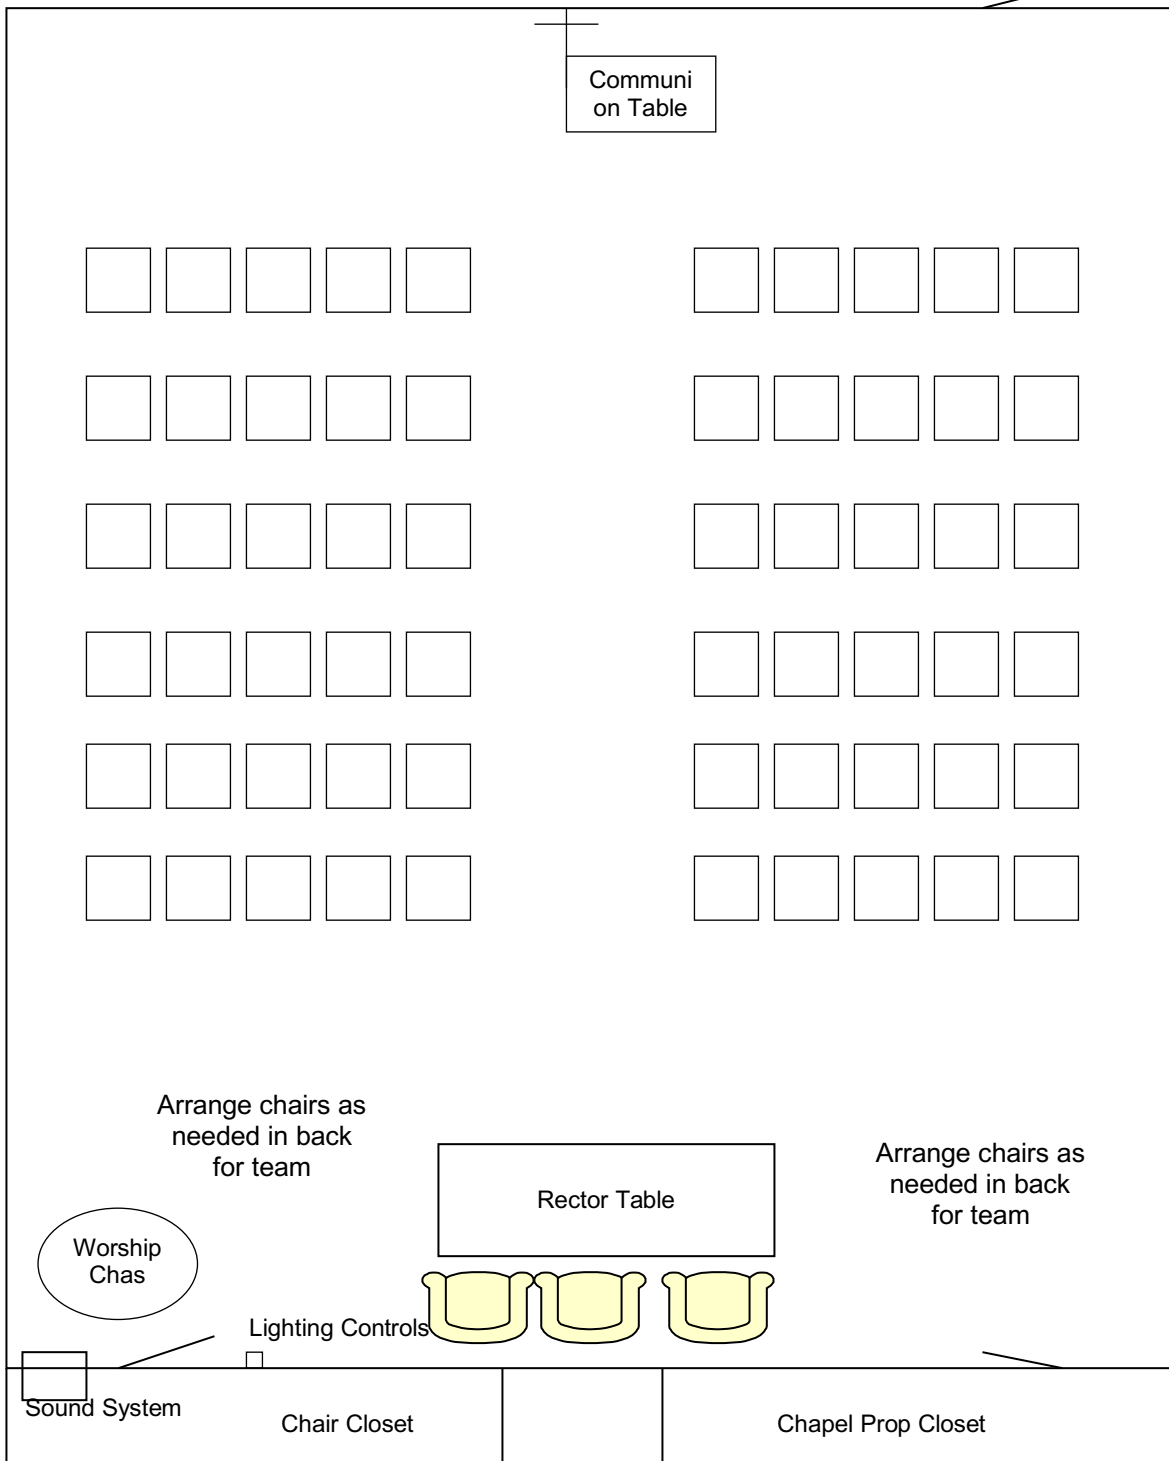 Communi
on Table
Arrange chairs as
needed in back
for team
Arrange chairs as
needed in back
for team
Rector Table
Worship
Chas
Lighting Controls
Sound System
Chair Closet
Chapel Prop Closet